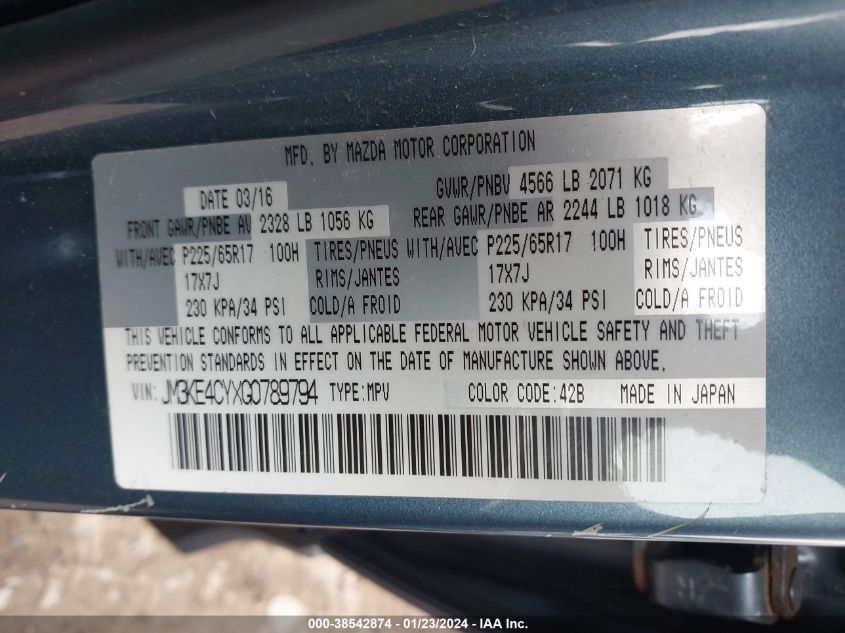 MFD. BY MAZDA MOTOR CORPORATION
DATE 03/16 GVWR/PNBV 4566 LB 2071 KG
FRONT GAWR/PNBE AV 2328 LB 1056 KG REAR GAWR/PNBE AR 2244 LB 1018 KG
WITH/AVEC P225/65R17 100H TIRES/PNEUS WITH/AVEC P225/65R17 100H TIRES/PNEUS
17X7J RIMS/JANTES 17X7J RIMS/JANTES
230 KPA/34 PSI COLD/A FROID 230 KPA/34 PSI COLD/A FROID
THIS VEHICLE CONFORMS TO ALL APPLICABLE FEDERAL MOTOR VEHICLE SAFETY AND THEFT
PREVENTION STANDARDS IN EFFECT ON THE DATE OF MANUFACTURE SHOWN ABOVE.
VIN: JM3KE4CYXG0789794 TYPE:MPV COLOR CODE:42B MADE IN JAPAN
000-38542874 - 01/23/2024 - IAA Inc.